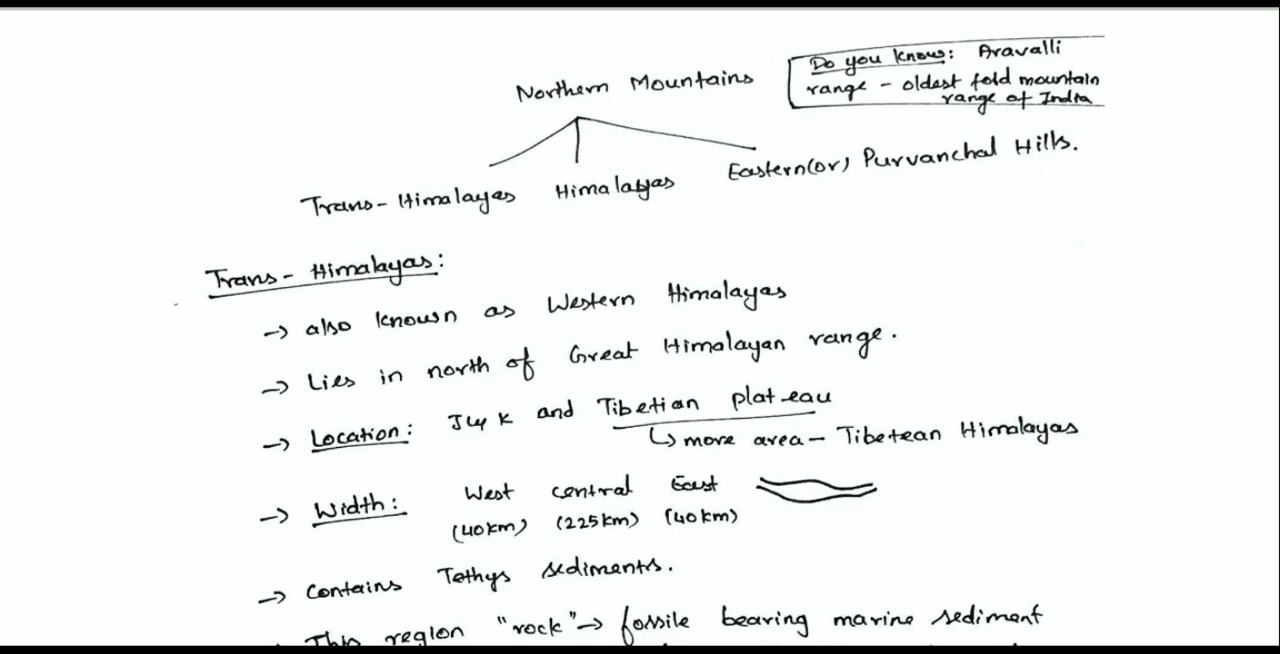 Do you know: Aravalli
range - oldest fold mountain
range of India
Northern Mountains
Trans-Himalayas Himalayas Eastern(or) Purvanchal Hills.
Trans-Himalayas:
→ also known as Western Himalayas
→ Lies in north of Great Himalayan range.
→ Location: J&K and Tibetian plateau
↳ more area - Tibetean Himalayas
→ Width: West central East
(40km) (225km) (40km)
→ Contains Tethys sediments.
This region "rock"→ fossile bearing marine sediment